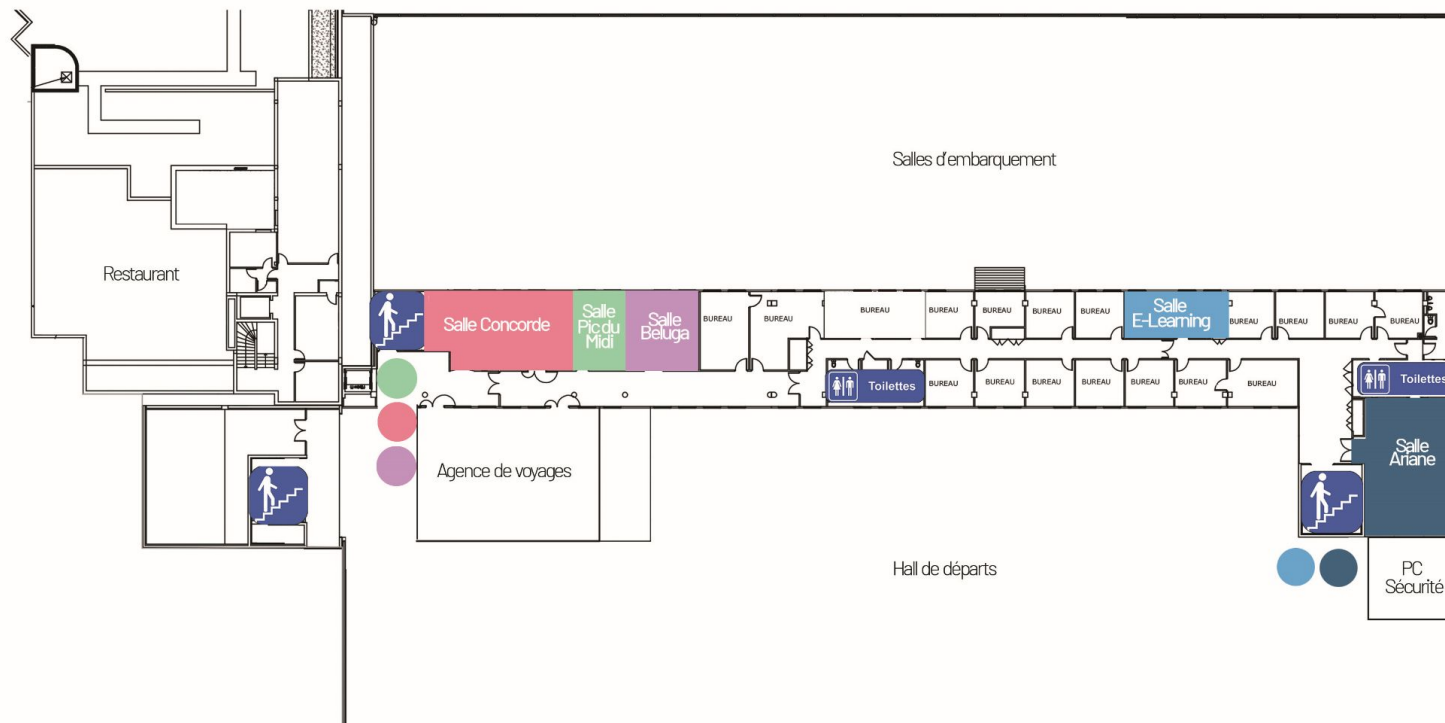 Salles d'embarquement
Restaurant
Salle Concorde
Salle
Pic du
Midi
Salle
Beluga
BUREAU
BUREAU
BUREAU
BUREAU
BUREAU
BUREAU
BUREAU
Salle
E-Learning
BUREAU
BUREAU
BUREAU
BUREAU
Toilettes
BUREAU
BUREAU
BUREAU
BUREAU
BUREAU
BUREAU
BUREAU
Toilettes
Agence de voyages
Salle
Ariane
Hall de départs
PC
Sécurité